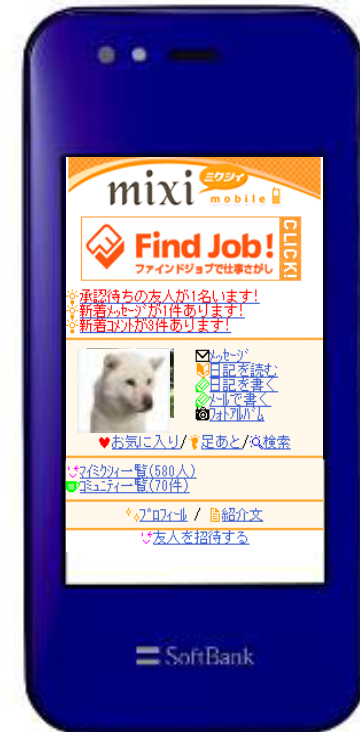 mixi ミクシィ
mobile
Find Job!
ファインドジョブで仕事さがし
CLICK!
承認待ちの友人が1名います!
新着ﾒｯｾｰｼﾞが1件あります!
新着ｺﾒﾝﾄが3件あります!
ﾒｯｾｰｼﾞ
日記を読む
日記を書く
ﾒｰﾙで書く
ﾌｫﾄｱﾙﾊﾞﾑ
お気に入り/足あと/検索
ﾏｲﾐｸｼｨ一覧(580人)
ｺﾐｭﾆﾃｨ一覧(70件)
ﾌﾟﾛﾌｨｰﾙ / 紹介文
友人を招待する
SoftBank